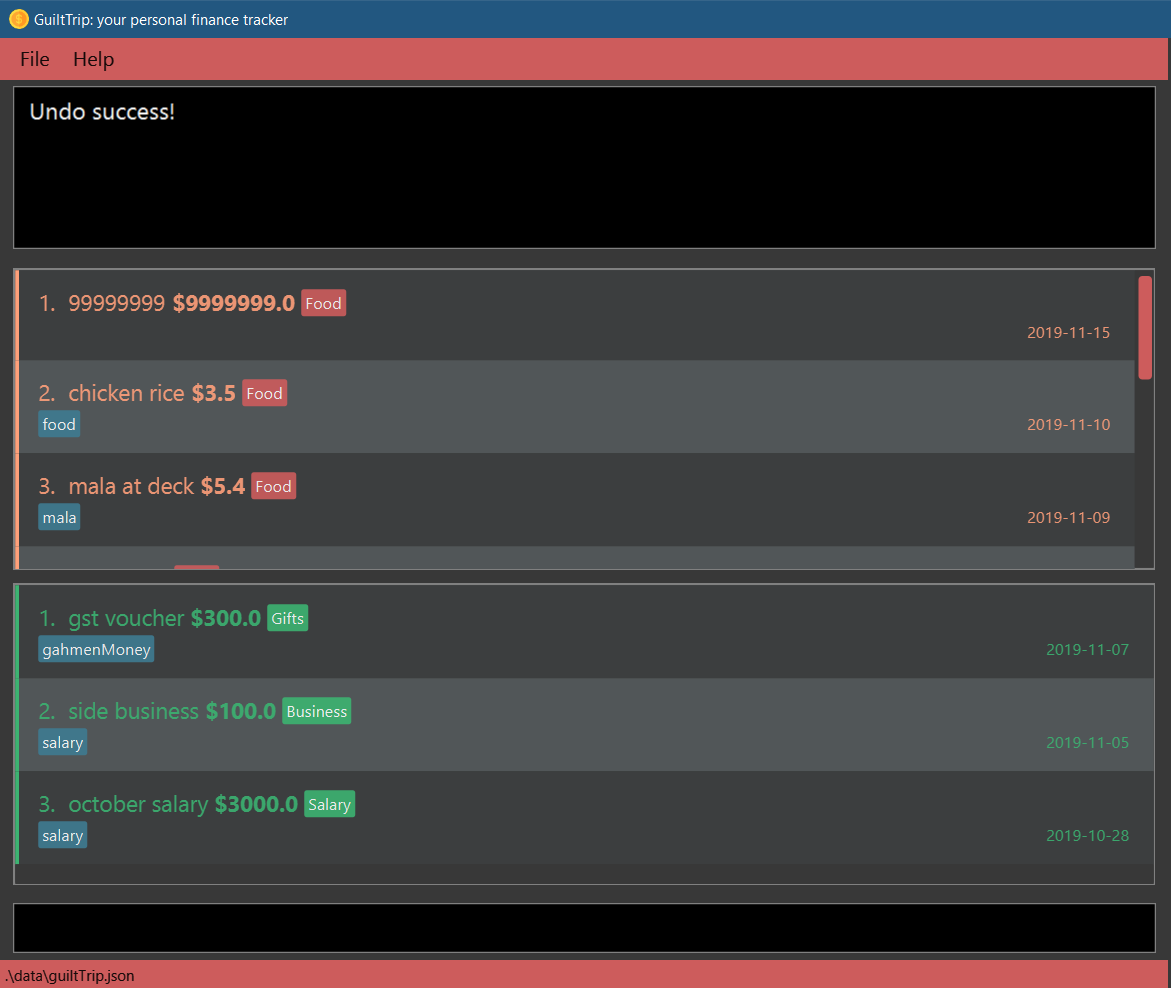 GuiltTrip: your personal finance tracker
File Help
Undo success!
1. 99999999 $9999999.0 Food
2019-11-15
2. chicken rice $3.5 Food
food 2019-11-10
3. mala at deck $5.4 Food
mala 2019-11-09
1. gst voucher $300.0 Gifts
gahmenMoney 2019-11-07
2. side business $100.0 Business
salary 2019-11-05
3. october salary $3000.0 Salary
salary 2019-10-28
.\data\guiltTrip.json